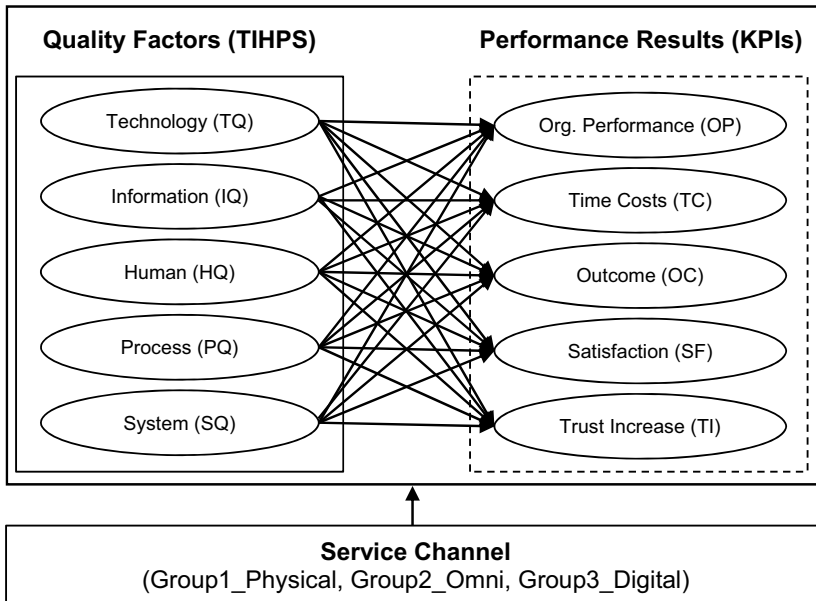 Quality Factors (TIHPS)
Performance Results (KPIs)
Technology (TQ)
Information (IQ)
Human (HQ)
Process (PQ)
System (SQ)
Org. Performance (OP)
Time Costs (TC)
Outcome (OC)
Satisfaction (SF)
Trust Increase (TI)
Service Channel
(Group1_Physical, Group2_Omni, Group3_Digital)